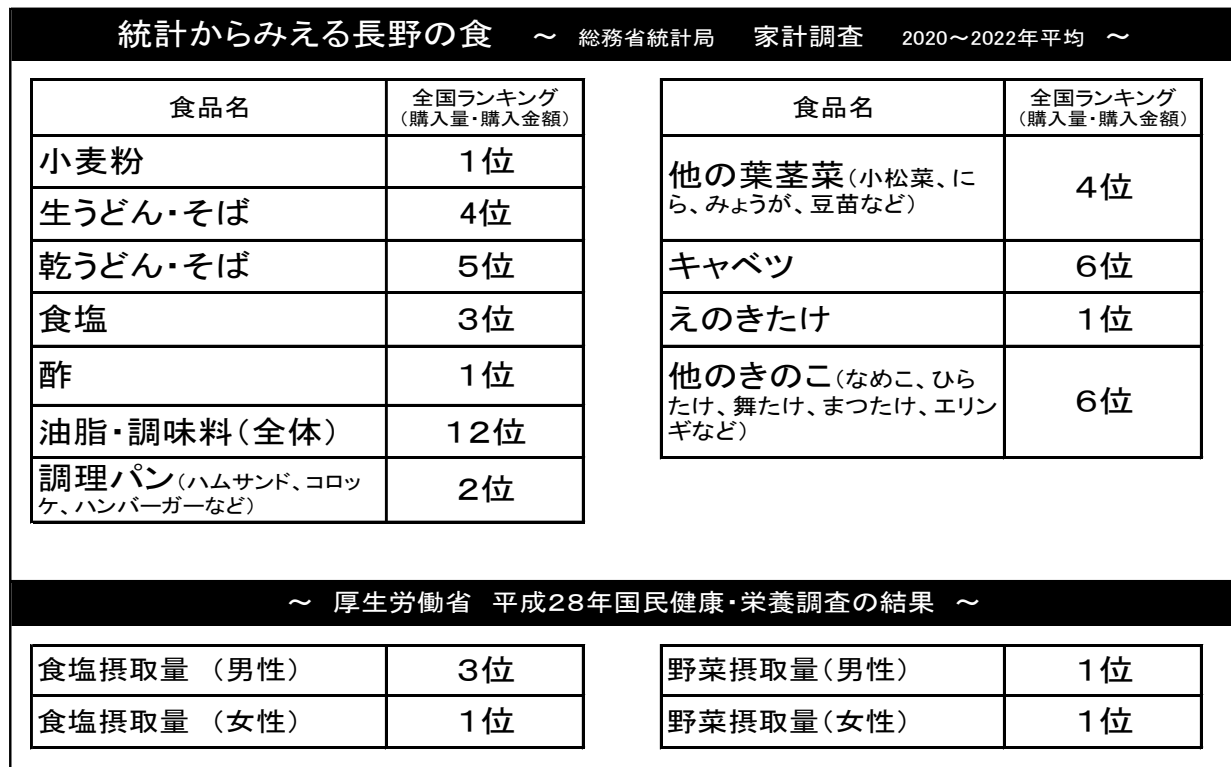 統計からみえる長野の食　～ 総務省統計局　家計調査　2020～2022年平均 ～
食品名 全国ランキング
（購入量・購入金額）
小麦粉 1位
生うどん・そば 4位
乾うどん・そば 5位
食塩 3位
酢 1位
油脂・調味料（全体） 12位
調理パン（ハムサンド、コロッ
ケ、ハンバーガーなど） 2位
食品名 全国ランキング
（購入量・購入金額）
他の葉茎菜（小松菜、に
ら、みょうが、豆苗など） 4位
キャベツ 6位
えのきたけ 1位
他のきのこ（なめこ、ひら
たけ、舞たけ、まつたけ、エリン
ギなど） 6位
～ 厚生労働省 平成28年国民健康・栄養調査の結果 ～
食塩摂取量 （男性） 3位
食塩摂取量 （女性） 1位
野菜摂取量（男性） 1位
野菜摂取量（女性） 1位